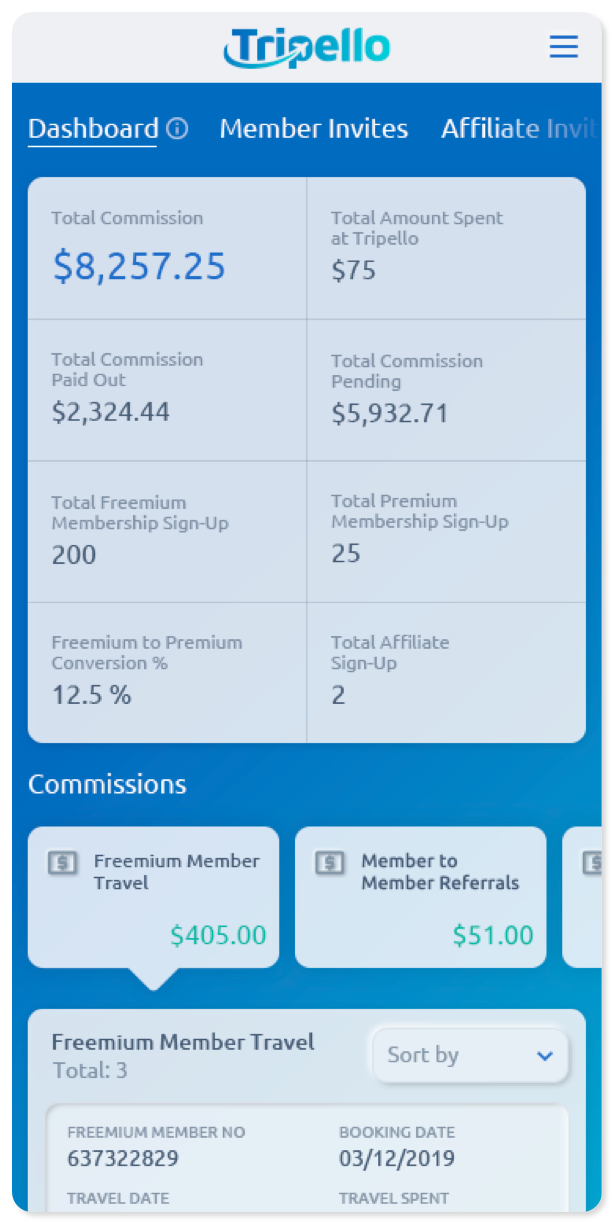 Tripello
Dashboard Member Invites Affiliate Invit
Total Commission
$8,257.25
Total Amount Spent
at Tripello
$75
Total Commission
Paid Out
$2,324.44
Total Commission
Pending
$5,932.71
Total Freemium
Membership Sign-Up
200
Total Premium
Membership Sign-Up
25
Freemium to Premium
Conversion %
12.5 %
Total Affiliate
Sign-Up
2
Commissions
$ Freemium Member
Travel
$405.00
$ Member to
Member Referrals
$51.00
$
Freemium Member Travel
Total: 3
Sort by
FREEMIUM MEMBER NO
637322829
BOOKING DATE
03/12/2019
TRAVEL DATE
TRAVEL SPENT